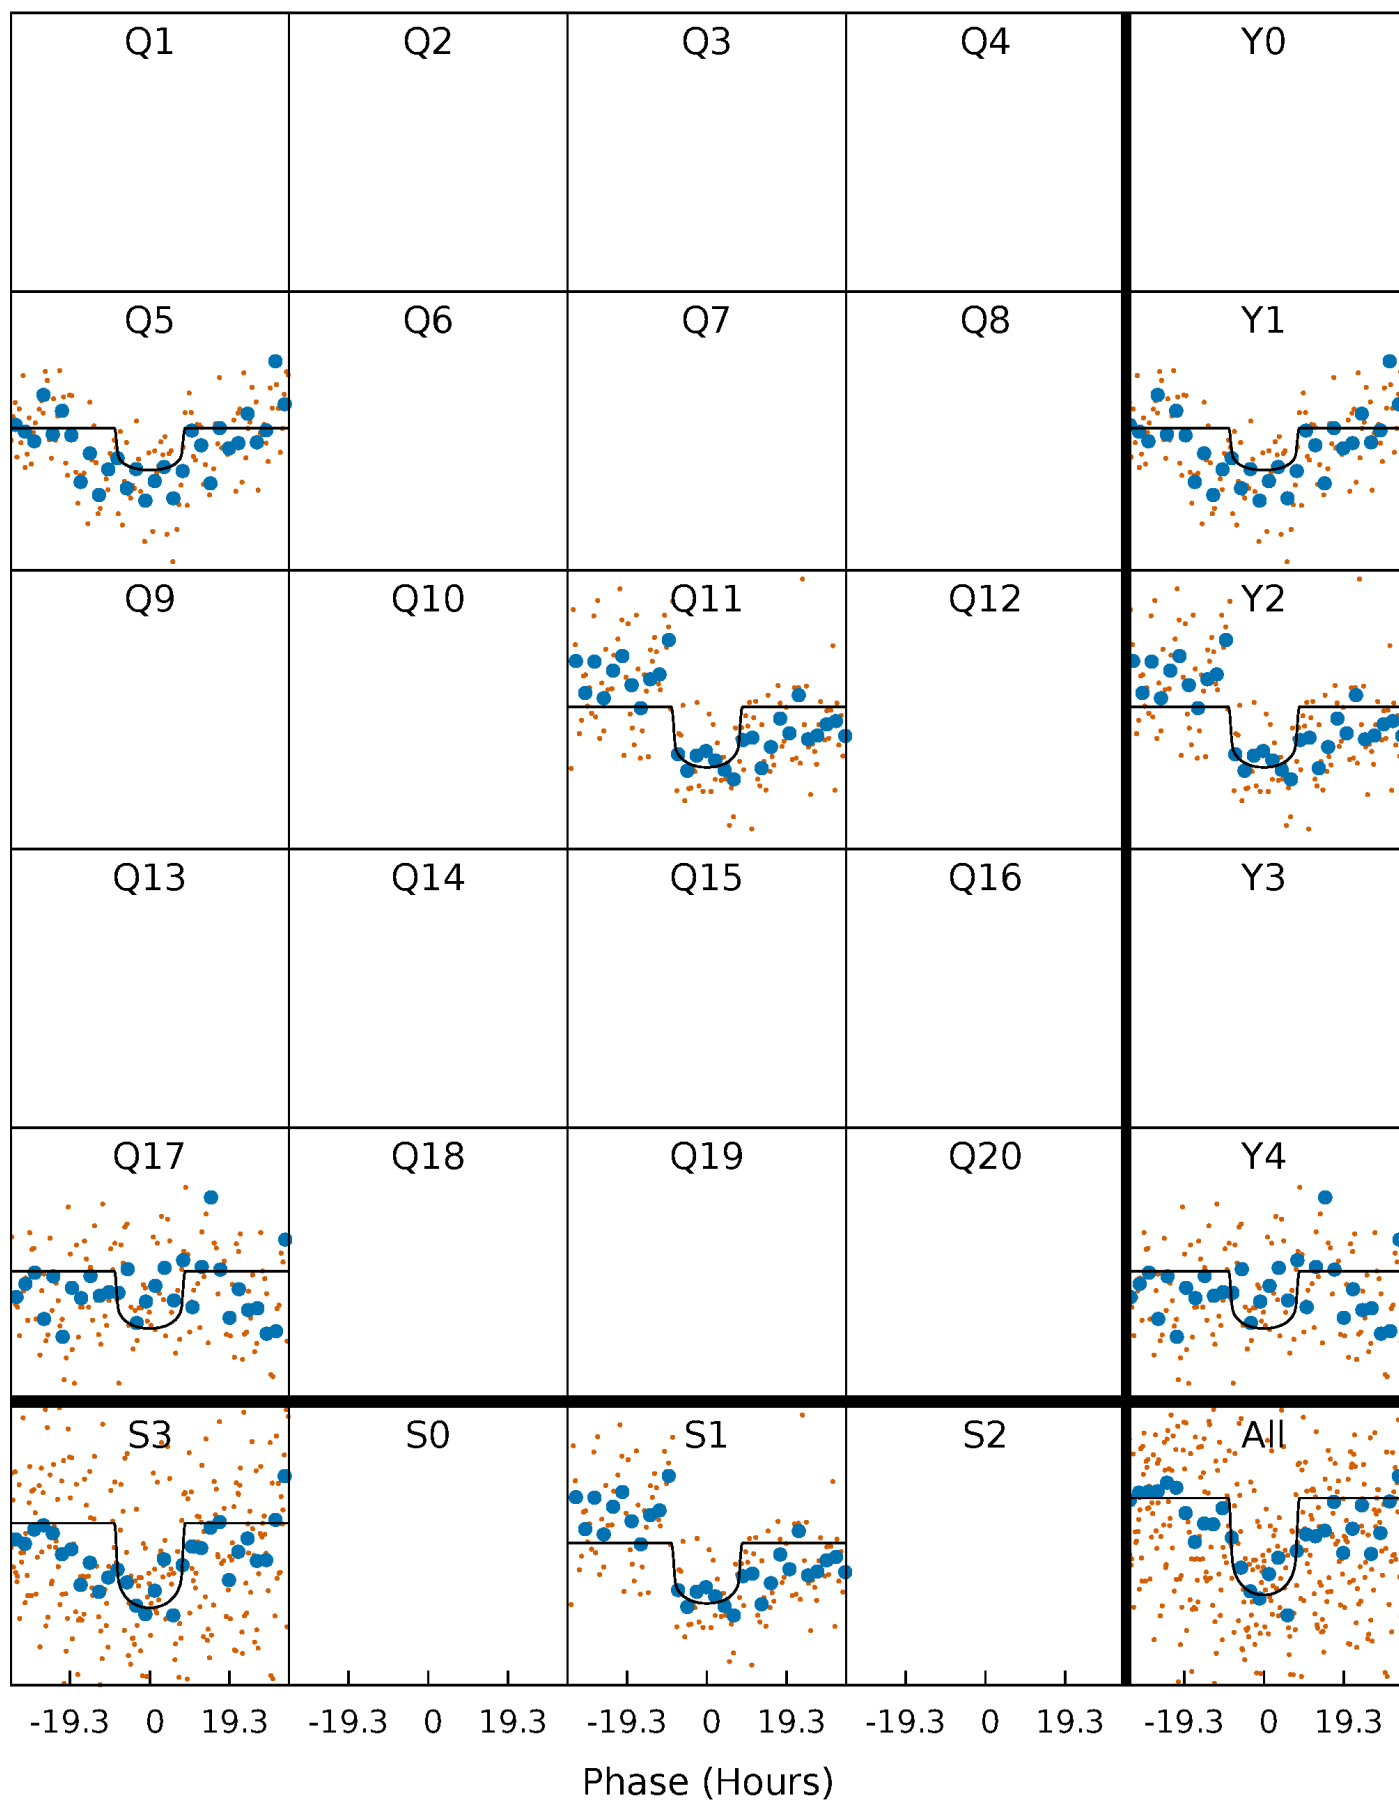 Q1 Q2 Q3 Q4 Y0
Q5 Q6 Q7 Q8 Y1
Q9 Q10 Q11 Q12 Y2
Q13 Q14 Q15 Q16 Y3
Q17 Q18 Q19 Q20 Y4
S3 S0 S1 S2 All
-19.3 0 19.3 -19.3 0 19.3 -19.3 0 19.3 -19.3 0 19.3 -19.3 0 19.3
Phase (Hours)